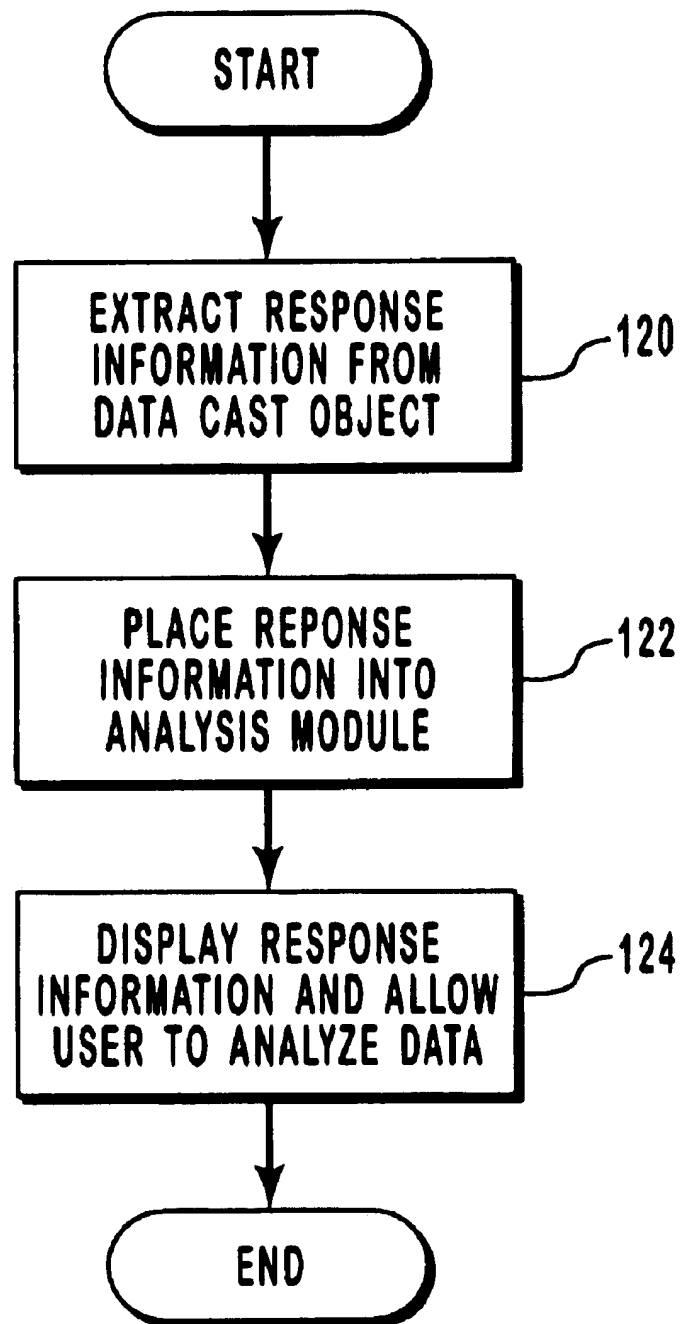 START
EXTRACT RESPONSE
INFORMATION FROM
DATA CAST OBJECT
120
PLACE REPONSE
INFORMATION INTO
ANALYSIS MODULE
122
DISPLAY RESPONSE
INFORMATION AND ALLOW
USER TO ANALYZE DATA
124
END